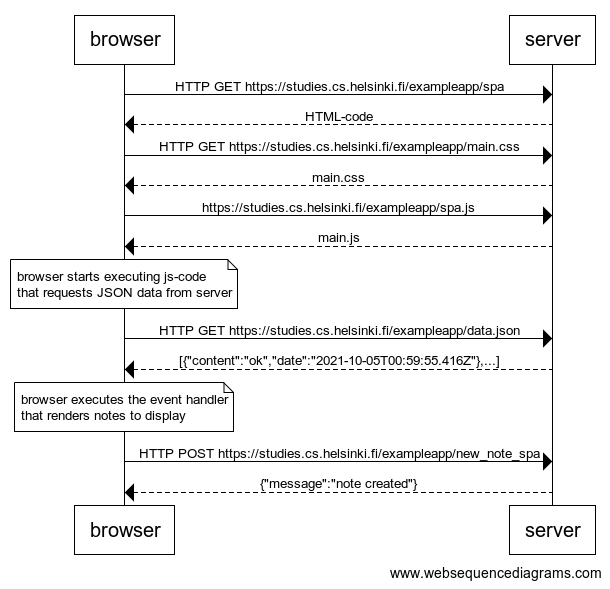 browser
server
HTTP GET https://studies.cs.helsinki.fi/exampleapp/spa
HTML-code
HTTP GET https://studies.cs.helsinki.fi/exampleapp/main.css
main.css
https://studies.cs.helsinki.fi/exampleapp/spa.js
main.js
browser starts executing js-code
that requests JSON data from server
HTTP GET https://studies.cs.helsinki.fi/exampleapp/data.json
[{"content":"ok","date":"2021-10-05T00:59:55.416Z"},...]
browser executes the event handler
that renders notes to display
HTTP POST https://studies.cs.helsinki.fi/exampleapp/new_note_spa
{"message":"note created"}
browser
server
www.websequencediagrams.com